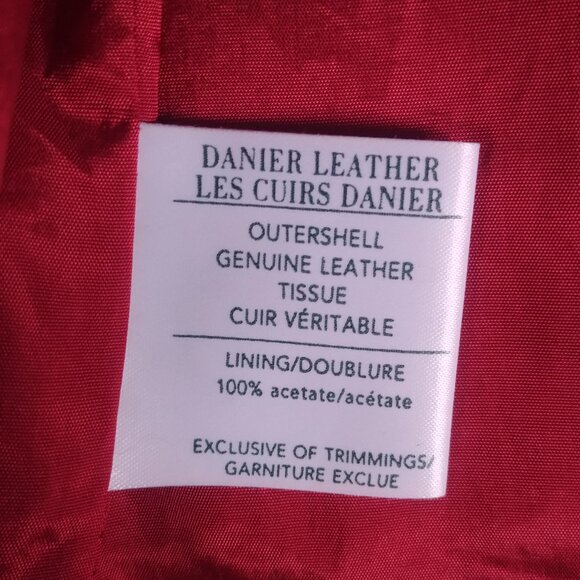 DANIER LEATHER
LES CUIRS DANIER
OUTERSHELL
GENUINE LEATHER
TISSUE
CUIR VÉRITABLE
LINING/DOUBLURE
100% acetate/acétate
EXCLUSIVE OF TRIMMINGS/
GARNITURE EXCLUE